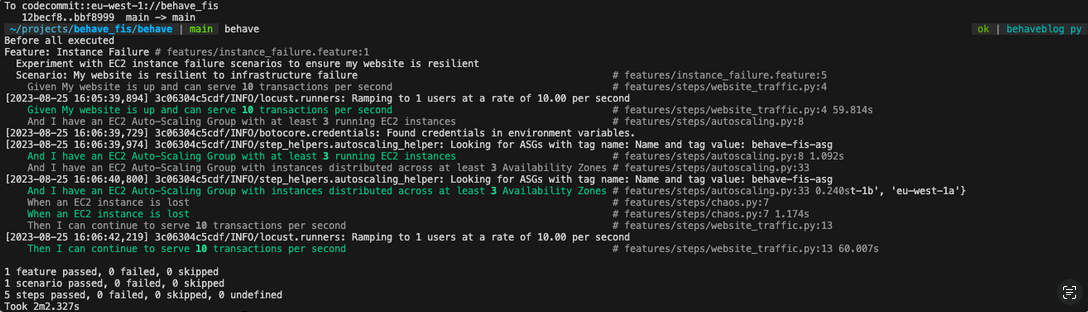 To codecommit::eu-west-1://behave_fis
   12becf8..bbf8999  main -> main
~/projects/behave_fis/behave | main  behave  ok | behaveblog py
Before all executed
Feature: Instance Failure # features/instance_failure.feature:1
  Experiment with EC2 instance failure scenarios to ensure my website is resilient
  Scenario: My website is resilient to infrastructure failure  # features/instance_failure.feature:5
    Given My website is up and can serve 10 transactions per second  # features/steps/website_traffic.py:4
[2023-08-25 16:05:39,894] 3c06304c5cdf/INFO/locust.runners: Ramping to 1 users at a rate of 10.00 per second
    Given My website is up and can serve 10 transactions per second  # features/steps/website_traffic.py:4 59.814s
    And I have an EC2 Auto-Scaling Group with at least 3 running EC2 instances  # features/steps/autoscaling.py:8
[2023-08-25 16:06:39,729] 3c06304c5cdf/INFO/botocore.credentials: Found credentials in environment variables.
[2023-08-25 16:06:39,974] 3c06304c5cdf/INFO/step_helpers.autoscaling_helper: Looking for ASGs with tag name: Name and tag value: behave-fis-asg
    And I have an EC2 Auto-Scaling Group with at least 3 running EC2 instances  # features/steps/autoscaling.py:8 1.092s
    And I have an EC2 Auto-Scaling Group with instances distributed across at least 3 Availability Zones  # features/steps/autoscaling.py:33
[2023-08-25 16:06:40,800] 3c06304c5cdf/INFO/step_helpers.autoscaling_helper: Looking for ASGs with tag name: Name and tag value: behave-fis-asg
    And I have an EC2 Auto-Scaling Group with instances distributed across at least 3 Availability Zones # features/steps/autoscaling.py:33 0.240st-1b', 'eu-west-1a'}
    When an EC2 instance is lost  # features/steps/chaos.py:7
    When an EC2 instance is lost  # features/steps/chaos.py:7 1.174s
    Then I can continue to serve 10 transactions per second  # features/steps/website_traffic.py:13
[2023-08-25 16:06:42,219] 3c06304c5cdf/INFO/locust.runners: Ramping to 1 users at a rate of 10.00 per second
    Then I can continue to serve 10 transactions per second  # features/steps/website_traffic.py:13 60.007s
1 feature passed, 0 failed, 0 skipped
1 scenario passed, 0 failed, 0 skipped
5 steps passed, 0 failed, 0 skipped, 0 undefined
Took 2m2.327s